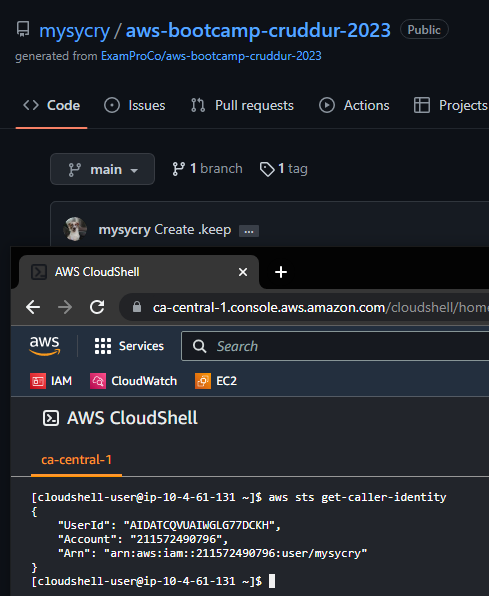 mysycry / aws-bootcamp-cruddur-2023 Public
generated from ExamProCo/aws-bootcamp-cruddur-2023
Code Issues Pull requests Actions Projects
main 1 branch 1 tag
mysycry Create .keep ...
AWS CloudShell
ca-central-1.console.aws.amazon.com/cloudshell/home
aws Services Search
IAM CloudWatch EC2
AWS CloudShell
ca-central-1
[cloudshell-user@ip-10-4-61-131 ~]$ aws sts get-caller-identity
{
    "UserId": "AIDATCQVUAIWGLG77DCKH",
    "Account": "211572490796",
    "Arn": "arn:aws:iam::211572490796:user/mysycry"
}
[cloudshell-user@ip-10-4-61-131 ~]$